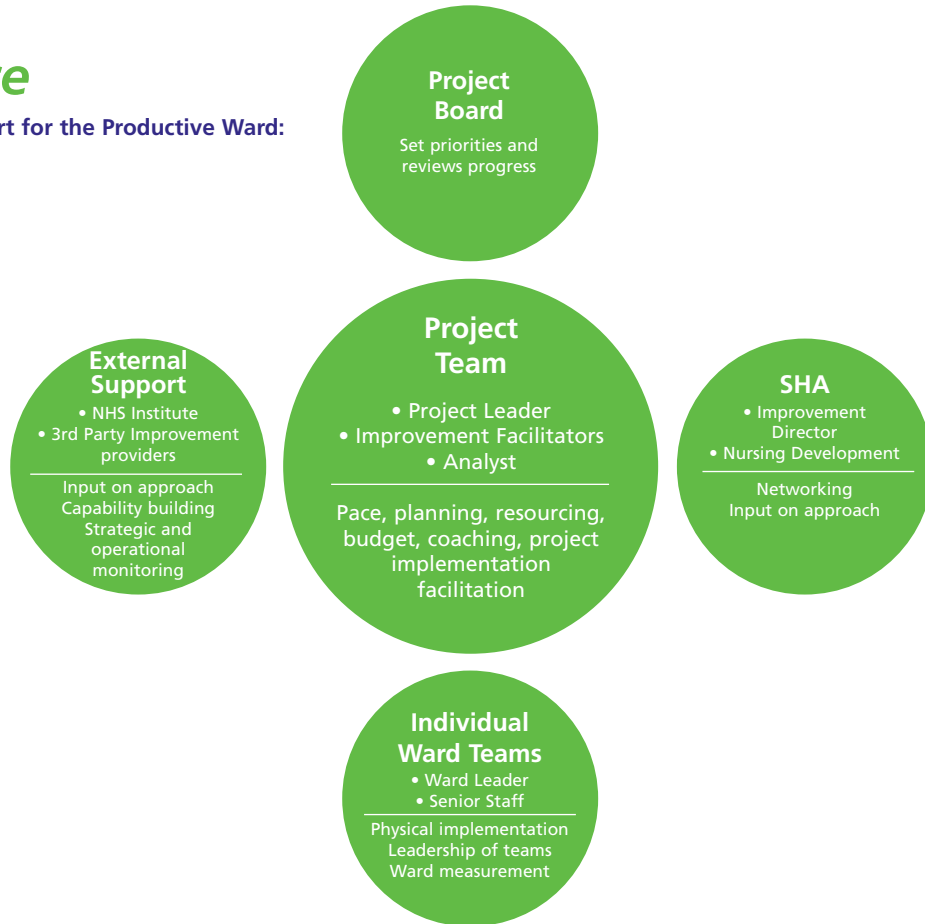 re
rt for the Productive Ward:
Project
Board
Set priorities and
reviews progress
Project
Team
• Project Leader
• Improvement Facilitators
• Analyst
Pace, planning, resourcing,
budget, coaching, project
implementation
facilitation
External
Support
• NHS Institute
• 3rd Party Improvement
providers
Input on approach
Capability building
Strategic and
operational
monitoring
SHA
• Improvement
Director
• Nursing Development
Networking
Input on approach
Individual
Ward Teams
• Ward Leader
• Senior Staff
Physical implementation
Leadership of teams
Ward measurement